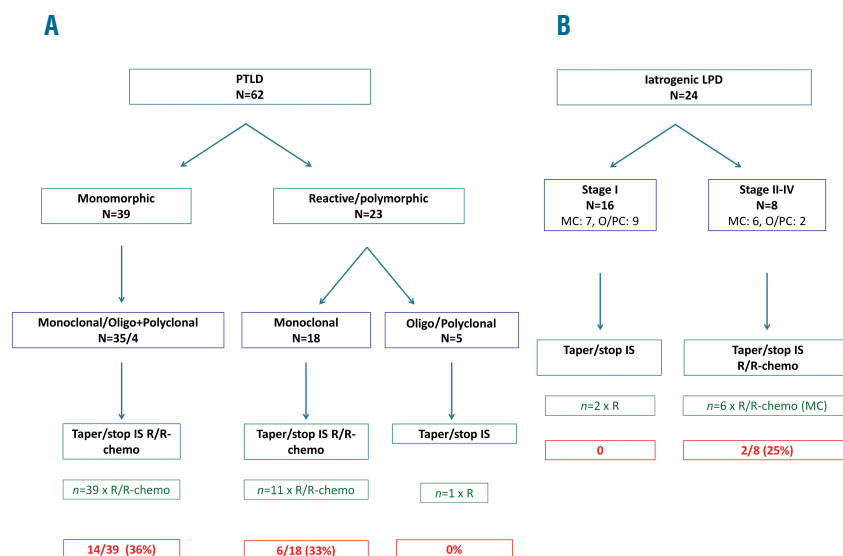 A
PTLD
N=62
Monomorphic
N=39
Reactive/polymorphic
N=23
Monoclonal/Oligo+Polyclonal
N=35/4
Monoclonal
N=18
Oligo/Polyclonal
N=5
Taper/stop IS R/R-
chemo
Taper/stop IS R/R-
chemo
Taper/stop IS
n=39 x R/R-chemo
n=11 x R/R-chemo
n=1 x R
14/39 (36%)
6/18 (33%)
0%
B
Iatrogenic LPD
N=24
Stage I
N=16
MC: 7, O/PC: 9
Stage II-IV
N=8
MC: 6, O/PC: 2
Taper/stop IS
Taper/stop IS
R/R-chemo
n=2 x R
n=6 x R/R-chemo (MC)
0
2/8 (25%)